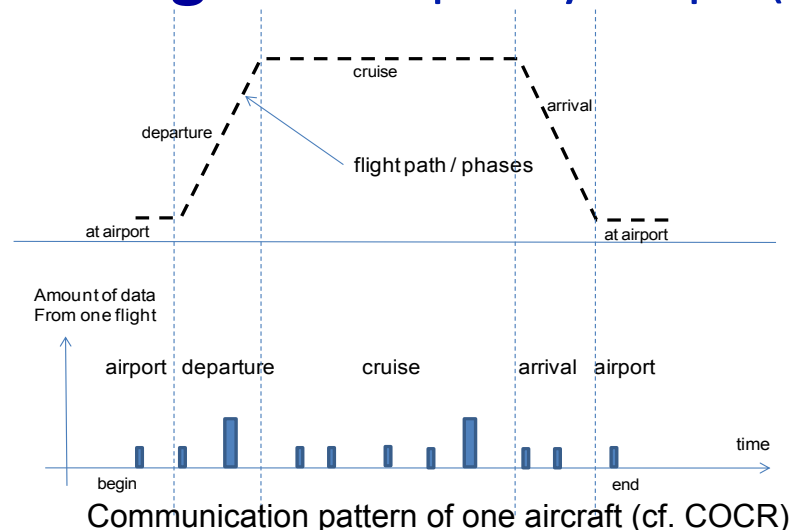 cruise
departure
arrival
flight path / phases
at airport
at airport
Amount of data
From one flight
airport
departure
cruise
arrival
airport
time
begin
end
Communication pattern of one aircraft (cf. COCR)